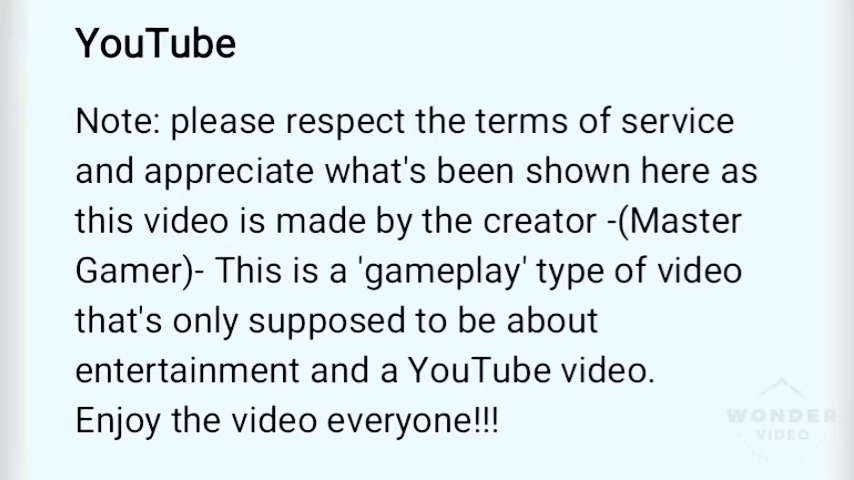 YouTube
Note: please respect the terms of service
and appreciate what's been shown here as
this video is made by the creator -(Master
Gamer)- This is a 'gameplay' type of video
that's only supposed to be about
entertainment and a YouTube video.
Enjoy the video everyone!!!
WONDER
VIDEO